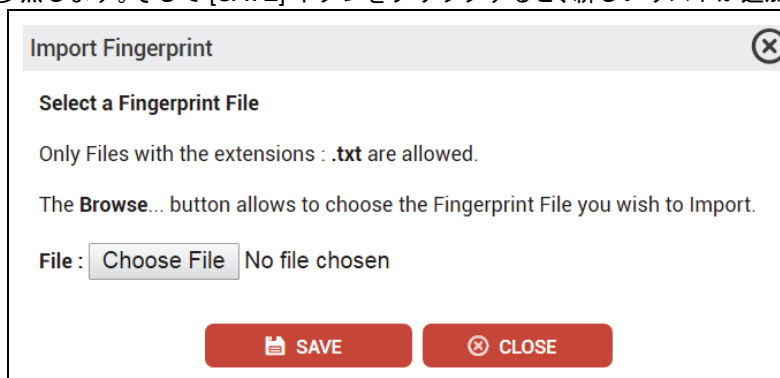 Import Fingerprint
Select a Fingerprint File
Only Files with the extensions : .txt are allowed.
The Browse... button allows to choose the Fingerprint File you wish to Import.
File : Choose File No file chosen
SAVE CLOSE